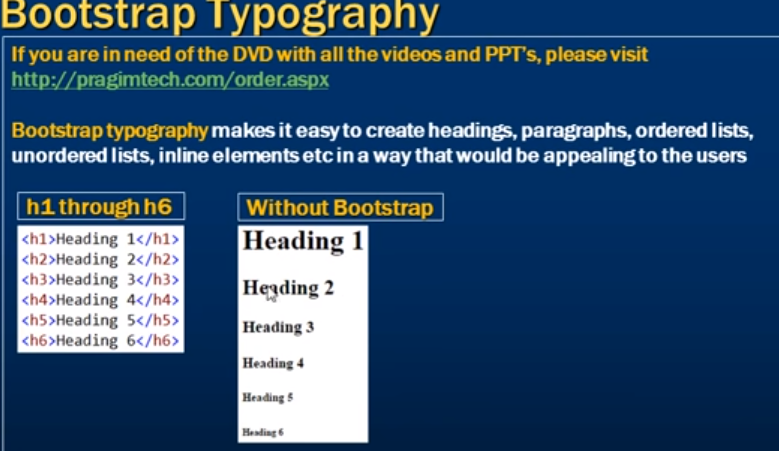 Bootstrap Typography
If you are in need of the DVD with all the videos and PPT's, please visit
http://pragimtech.com/order.aspx
Bootstrap typography makes it easy to create headings, paragraphs, ordered lists,
unordered lists, inline elements etc in a way that would be appealing to the users
h1 through h6
<h1>Heading 1</h1>
<h2>Heading 2</h2>
<h3>Heading 3</h3>
<h4>Heading 4</h4>
<h5>Heading 5</h5>
<h6>Heading 6</h6>
Without Bootstrap
Heading 1
Heading 2
Heading 3
Heading 4
Heading 5
Heading 6